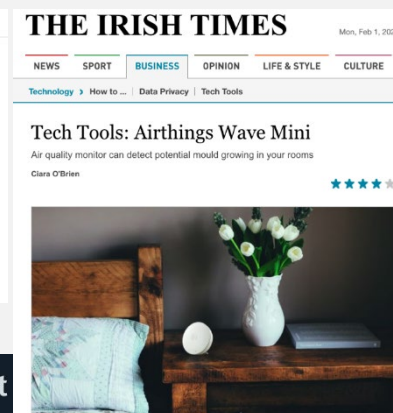 THE IRISH TIMES
Mon, Feb 1, 202
NEWS SPORT BUSINESS OPINION LIFE & STYLE CULTURE
Technology > How to ... | Data Privacy | Tech Tools
Tech Tools: Airthings Wave Mini
Air quality monitor can detect potential mould growing in your rooms
Ciara O'Brien
t